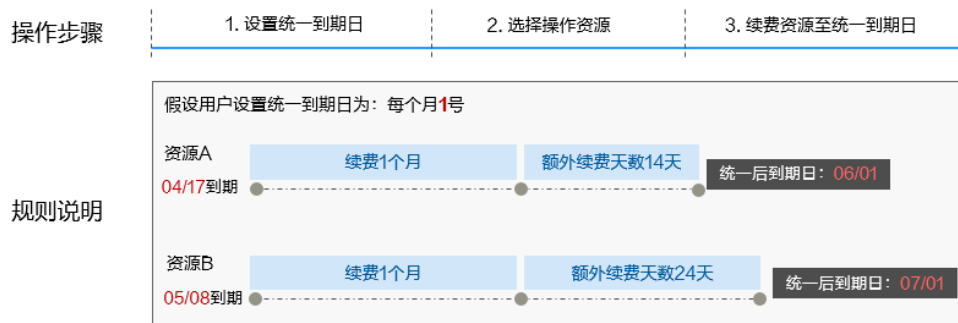 操作步骤
1. 设置统一到期日
2. 选择操作资源
3. 续费资源至统一到期日
规则说明
假设用户设置统一到期日为：每个月1号
资源A
04/17到期
续费1个月
额外续费天数14天
统一后到期日：06/01
资源B
05/08到期
续费1个月
额外续费天数24天
统一后到期日：07/01